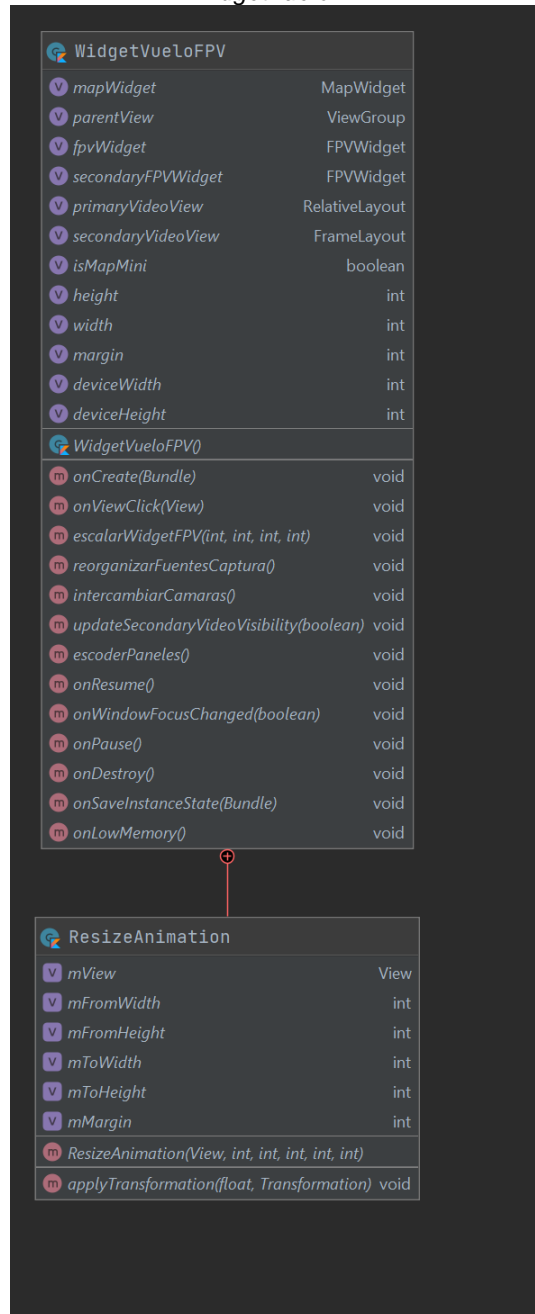 WidgetVueloFPV
mapWidget MapWidget
parentView ViewGroup
fpvWidget FPVWidget
secondaryFPVWidget FPVWidget
primaryVideoView RelativeLayout
secondaryVideoView FrameLayout
isMapMini boolean
height int
width int
margin int
deviceWidth int
deviceHeight int
WidgetVueloFPV()
onCreate(Bundle) void
onViewClick(View) void
escalarWidgetFPV(int, int, int, int) void
reorganizarFuentesCaptura() void
intercambiarCamaras() void
updateSecondaryVideoVisibility(boolean) void
escoderPaneles() void
onResume() void
onWindowFocusChanged(boolean) void
onPause() void
onDestroy() void
onSaveInstanceState(Bundle) void
onLowMemory() void
ResizeAnimation
mView View
mFromWidth int
mFromHeight int
mToWidth int
mToHeight int
mMargin int
ResizeAnimation(View, int, int, int, int, int)
applyTransformation(float, Transformation) void